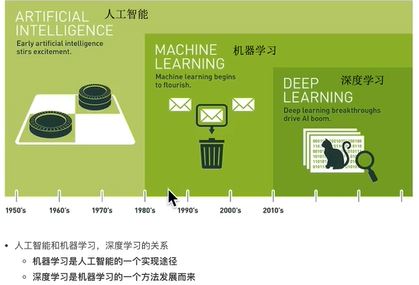 ARTIFICIAL
INTELLIGENCE
人工智能
Early artificial intelligence
stirs excitement.
MACHINE
LEARNING
机器学习
Machine learning begins
to flourish.
DEEP
LEARNING
深度学习
Deep learning breakthroughs
drive AI boom.
1950's 1960's 1970's 1980's 1990's 2000's 2010's
人工智能和机器学习，深度学习的关系
机器学习是人工智能的一个实现途径
深度学习是机器学习的一个方法发展而来